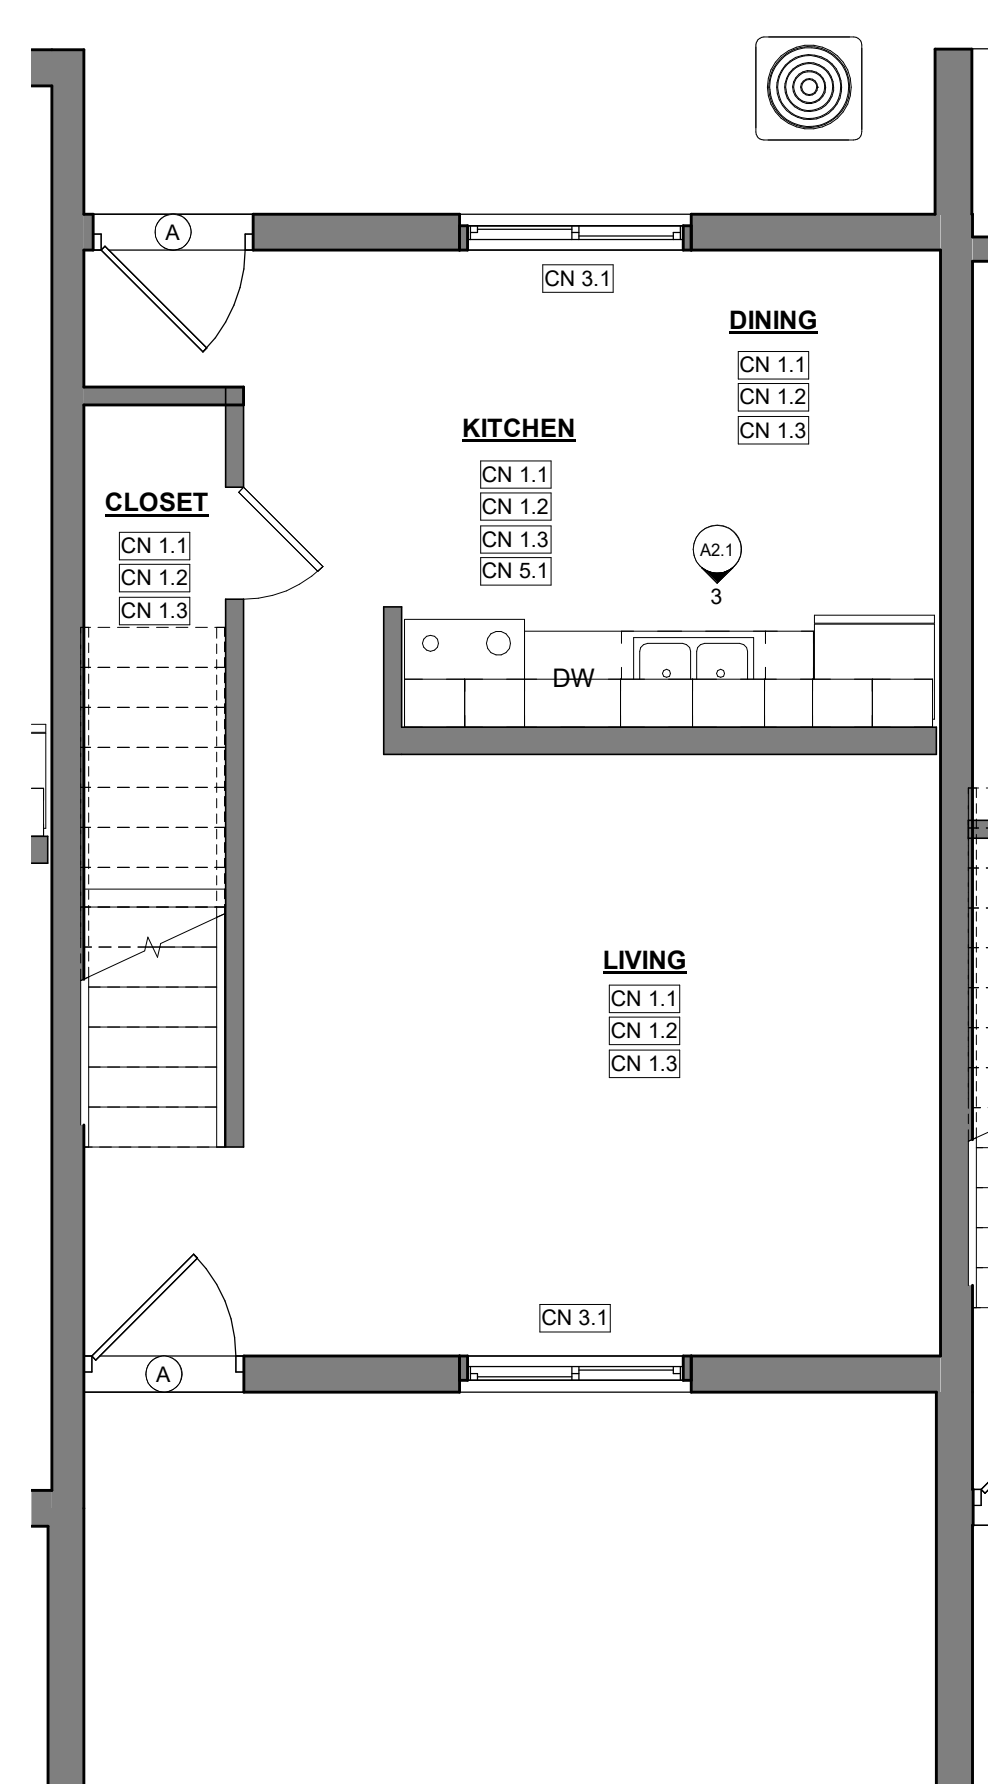 A
CN 3.1
DINING
CN 1.1
CN 1.2
CN 1.3
KITCHEN
CN 1.1
CN 1.2
CN 1.3
CN 5.1
CLOSET
CN 1.1
CN 1.2
CN 1.3
A2.1
3
DW
LIVING
CN 1.1
CN 1.2
CN 1.3
CN 3.1
A